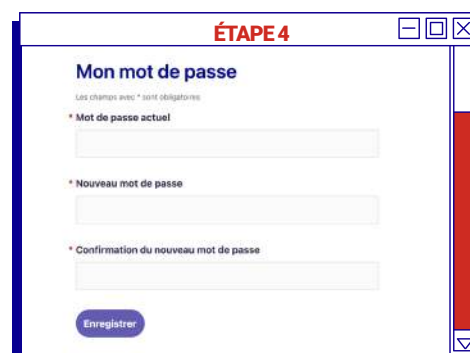 ÉTAPE 4
Mon mot de passe
Les champs avec * sont obligatoires
* Mot de passe actuel
* Nouveau mot de passe
* Confirmation du nouveau mot de passe
Enregistrer